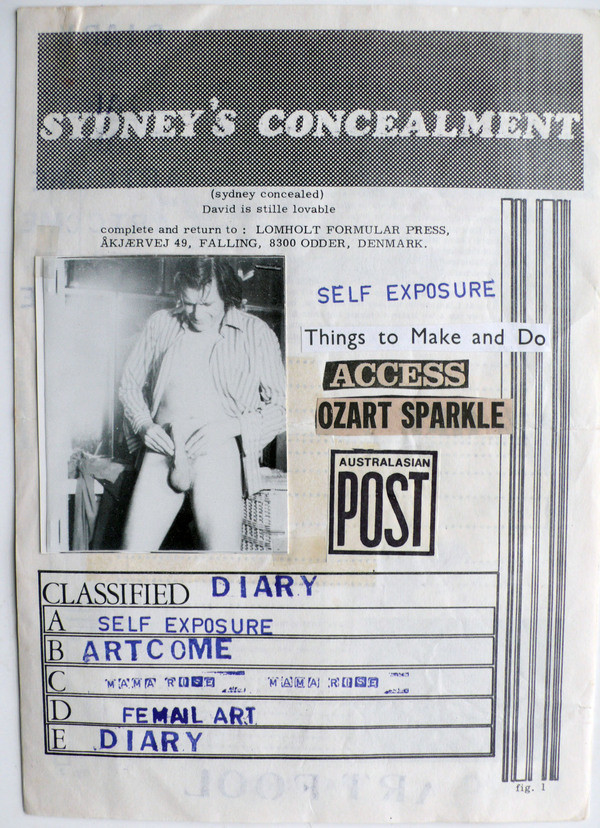 SYDNEY'S CONCEALMENT
(sydney concealed)
David is stille lovable
complete and return to : LOMHOLT FORMULAR PRESS,
ÅKJÆRVEJ 49, FALLING, 8300 ODDER, DENMARK.
SELF EXPOSURE
Things to Make and Do
ACCESS
OZART SPARKLE
AUSTRALASIAN
POST
CLASSIFIED DIARY
A SELF EXPOSURE
B ARTCOME
C MAMA ROSE MAMA ROSE
D FEMAIL ART
E DIARY
fig. 1